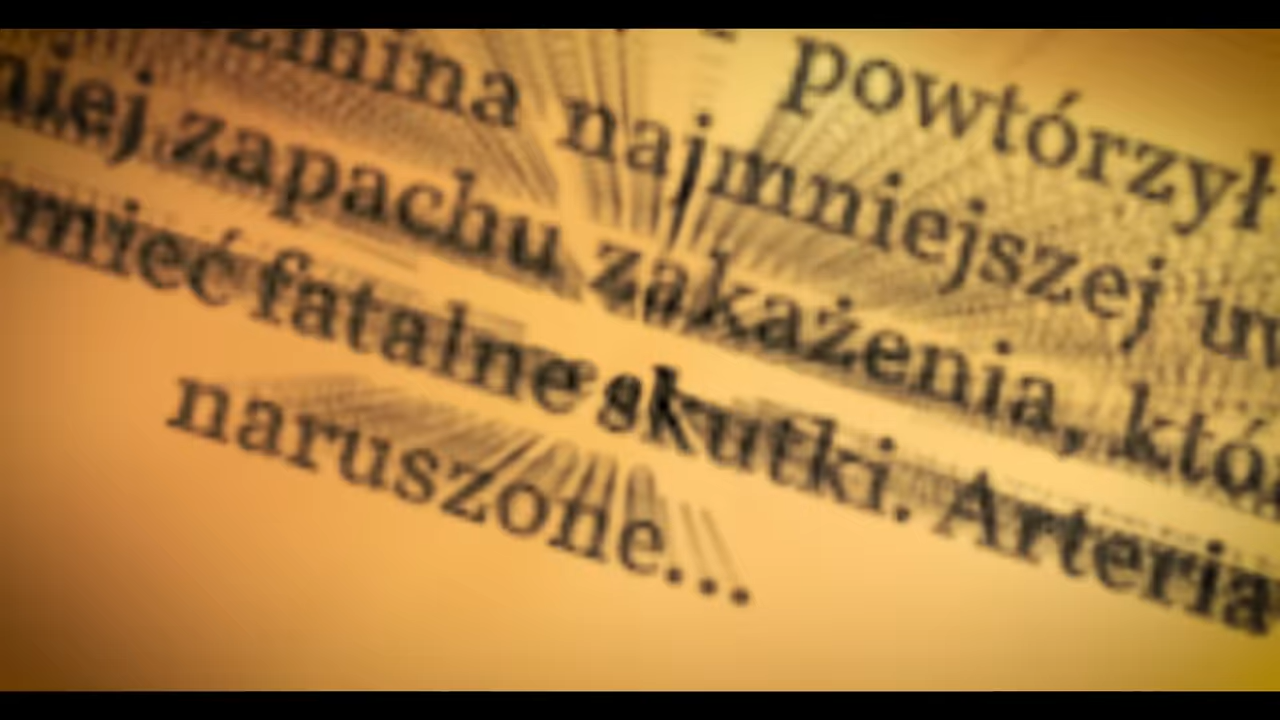 powtórzył
najmniejszej
zapachu zakażenia,
fatalne skutki. Arteria
naruszone...